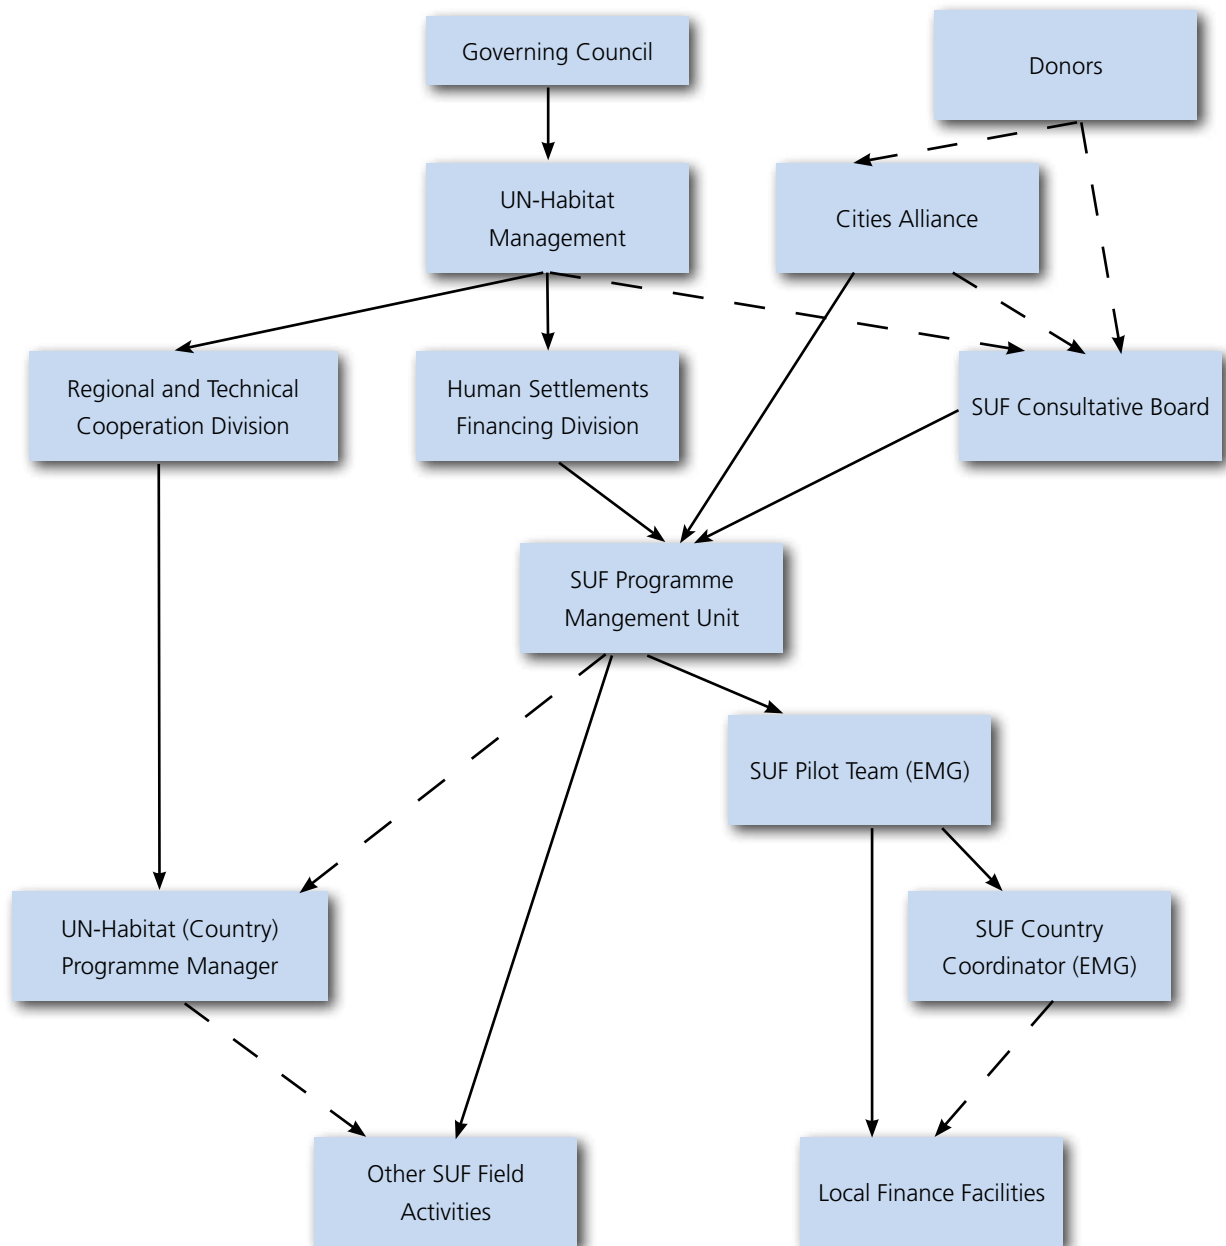 Governing Council
Donors
UN-Habitat
Management
Cities Alliance
Regional and Technical
Cooperation Division
Human Settlements
Financing Division
SUF Consultative Board
SUF Programme
Mangement Unit
SUF Pilot Team (EMG)
UN-Habitat (Country)
Programme Manager
SUF Country
Coordinator (EMG)
Other SUF Field
Activities
Local Finance Facilities